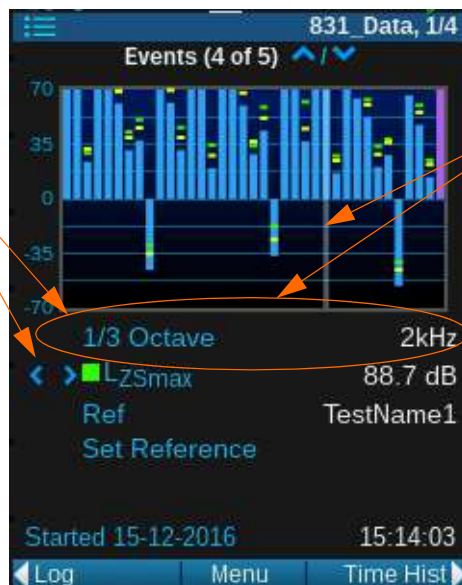 831_Data, 1/4
Events (4 of 5) /
70
35
0
-35
-70
1/3 Octave 2kHz
< > LZSmax 88.7 dB
Ref TestName1
Set Reference
Started 15-12-2016 15:14:03
Log Menu Time Hist